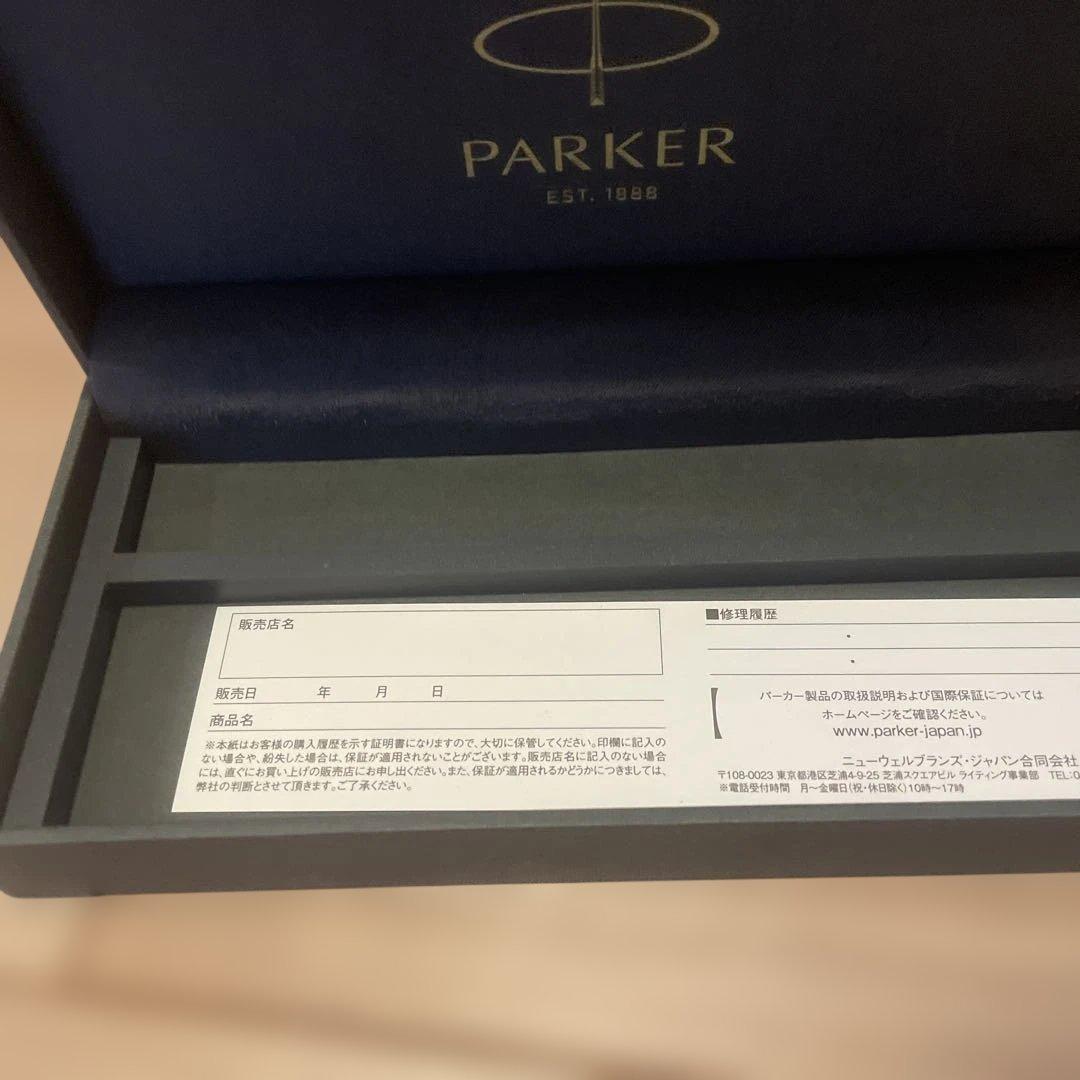 PARKER
EST. 1888
販売店名
販売日 年 月 日
商品名
※本紙はお客様の購入履歴を示す証明書になりますので、大切に保管してください。印欄に記入の
ない場合や、紛失した場合は、保証が適用されないことがございます。販売店名に記入のない場合
には、直ぐにお買い上げの販売店にお申し出ください。また、保証が適用されるかどうかにつきましては、
弊社の判断とさせて頂きます。ご了承ください。
■修理履歴
・
・
パーカー製品の取扱説明および国際保証については
ホームページをご確認ください。
www.parker-japan.jp
ニューウェルブランズ・ジャパン合同会社
〒108-0023 東京都港区芝浦4-9-25 芝浦スクエアビル ライティング事業部 TEL:0
※電話受付時間 月～金曜日(祝・休日除く)10時～17時